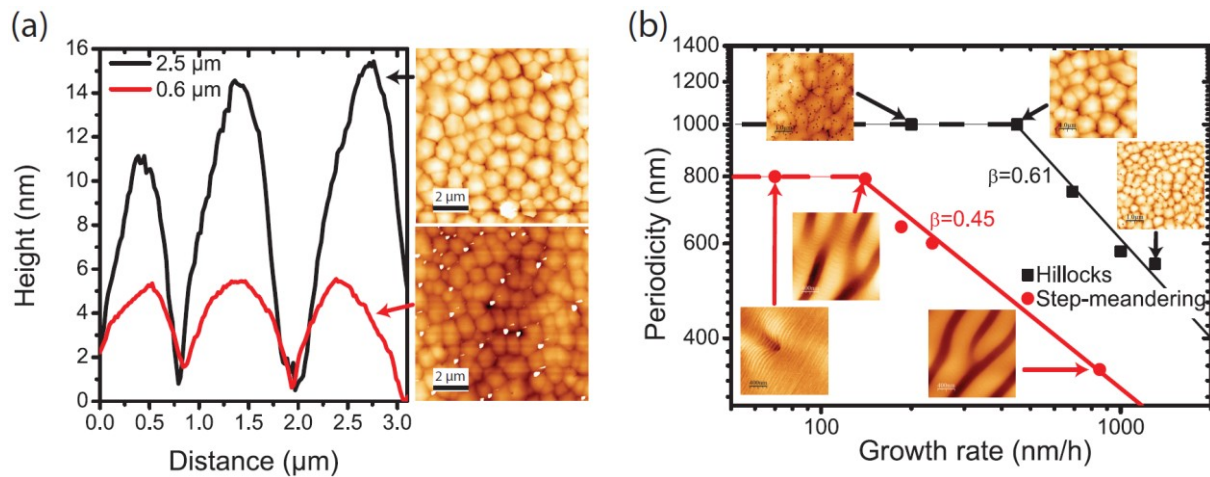 (a)
16
14
12
10
8
6
4
2
0
Height (nm)
2.5 µm
0.6 µm
2 µm
2 µm
0.0 0.5 1.0 1.5 2.0 2.5 3.0
Distance (µm)
(b)
1400
1200
1000
800
600
400
Periodicity (nm)
β=0.61
β=0.45
Hillocks
Step-meandering
100 1000
Growth rate (nm/h)